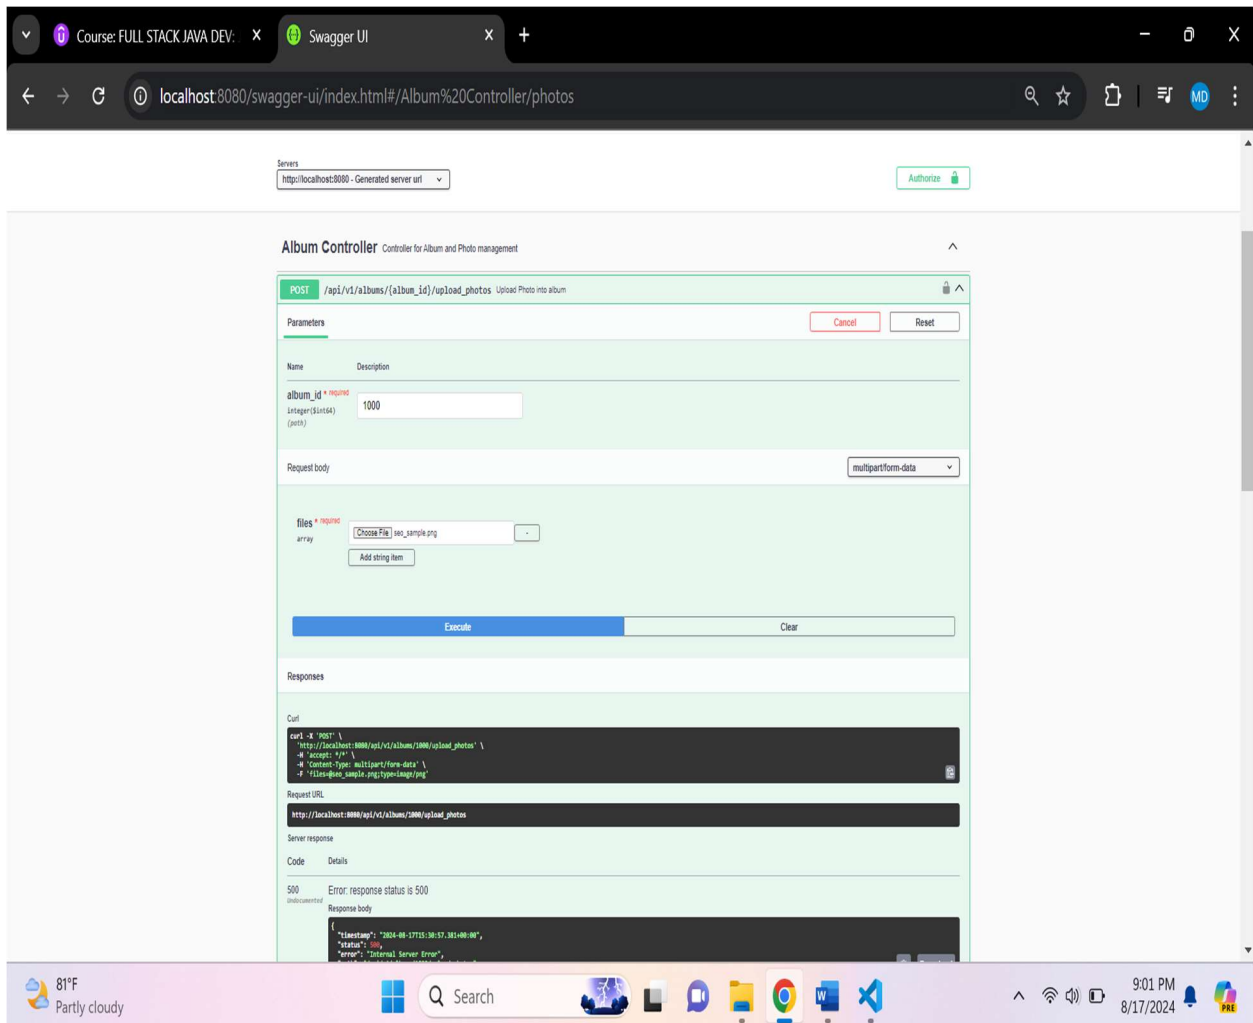 Course: FULL STACK JAVA DEV:
Swagger UI
localhost:8080/swagger-ui/index.html#/Album%20Controller/photos
MD
Servers
http://localhost:8080 - Generated server url
Authorize
Album Controller Controller for Album and Photo management
POST /api/v1/albums/{album_id}/upload_photos Upload Photo into album
Parameters
Cancel
Reset
Name Description
album_id * required
integer($int64)
(path)
1000
Request body
multipart/form-data
files * required
array
Choose File seo_sample.png
-
Add string item
Execute
Clear
Responses
Curl
curl -X 'POST' \
'http://localhost:8080/api/v1/albums/1000/upload_photos' \
-H 'accept: */*' \
-H 'Content-Type: multipart/form-data' \
-F 'files=@seo_sample.png;type=image/png'
Request URL
http://localhost:8080/api/v1/albums/1000/upload_photos
Server response
Code Details
500
Undocumented
Error: response status is 500
Response body
{
"timestamp": "2024-08-17T15:30:57.381+00:00",
"status": 500,
"error": "Internal Server Error",
81°F
Partly cloudy
Search
9:01 PM
8/17/2024
PRE